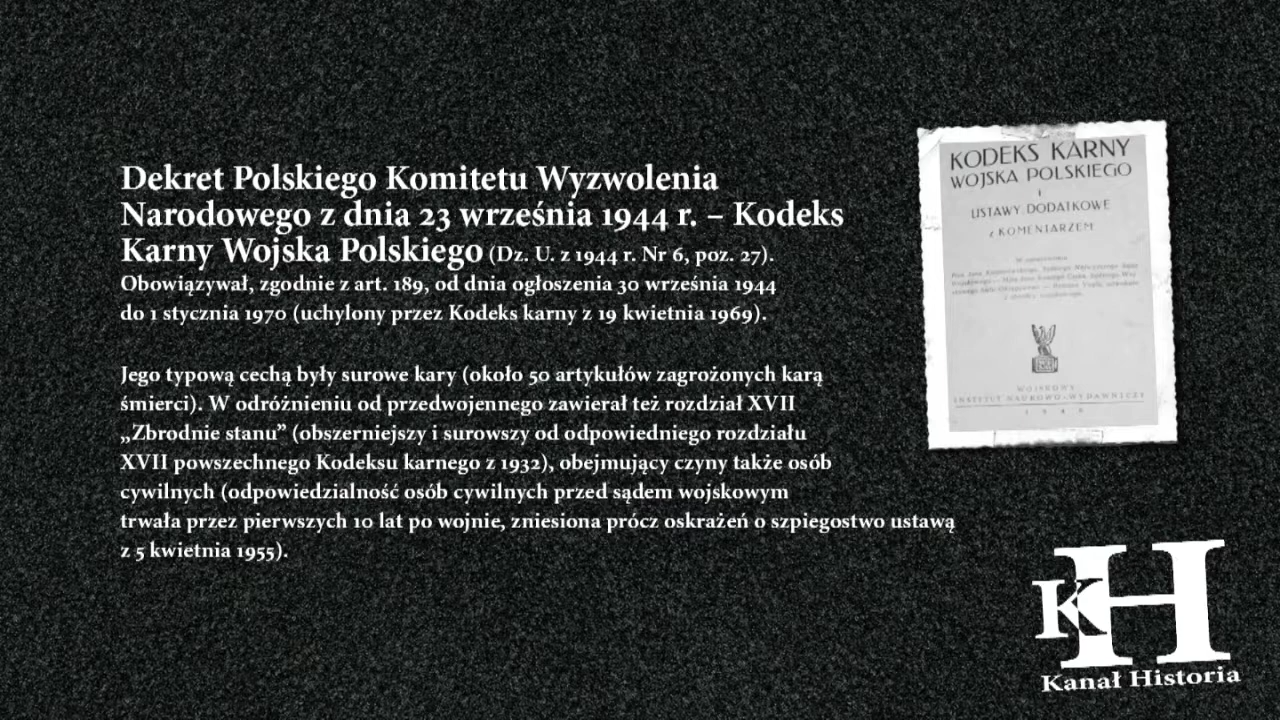 Dekret Polskiego Komitetu Wyzwolenia
Narodowego z dnia 23 września 1944 r. – Kodeks
Karny Wojska Polskiego (Dz. U. z 1944 r. Nr 6, poz. 27).
Obowiązywał, zgodnie z art. 189, od dnia ogłoszenia 30 września 1944
do 1 stycznia 1970 (uchylony przez Kodeks karny z 19 kwietnia 1969).
Jego typową cechą były surowe kary (około 50 artykułów zagrożonych karą
śmierci). W odróżnieniu od przedwojennego zawierał też rozdział XVII
„Zbrodnie stanu” (obszerniejszy i surowszy od odpowiedniego rozdziału
XVII powszechnego Kodeksu karnego z 1932), obejmujący czyny także osób
cywilnych (odpowiedzialność osób cywilnych przed sądem wojskowym
trwała przez pierwszych 10 lat po wojnie, zniesiona prócz oskrażeń o szpiegostwo ustawą
z 5 kwietnia 1955).
KODEKS KARNY
WOJSKA POLSKIEGO
I
USTAWY DODATKOWE
z KOMENTARZEM
WOJSKOWY
INSTYTUT NAUKOWO-WYDAWNICZY
KH
Kanał Historia